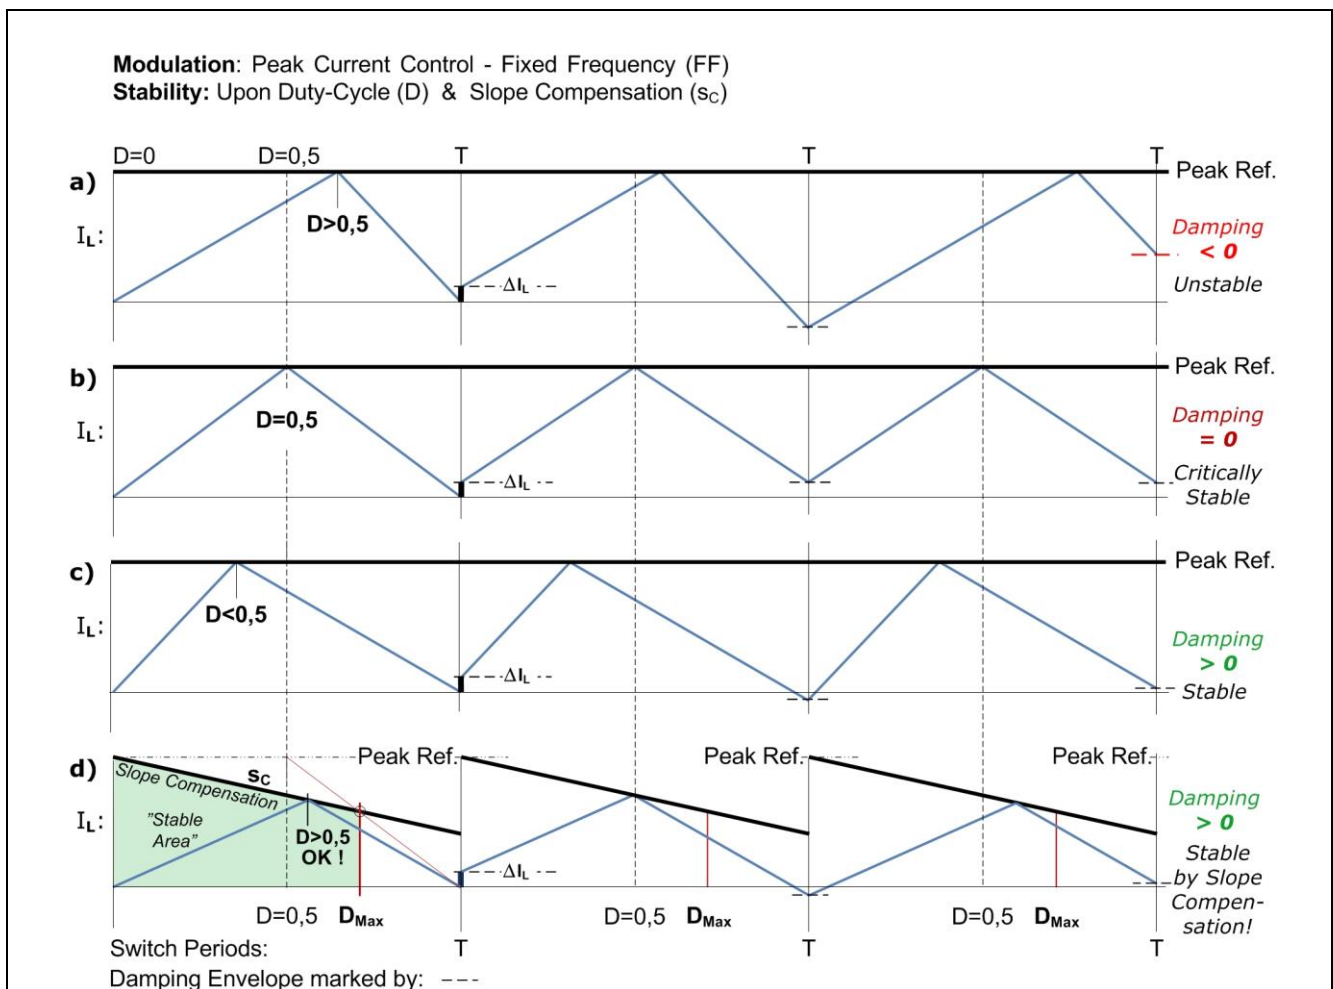 Modulation: Peak Current Control - Fixed Frequency (FF)
Stability: Upon Duty-Cycle (D) & Slope Compensation (sC)
D=0 D=0,5 T T T
a) Peak Ref.
IL: D>0,5 Damping
< 0
ΔIL Unstable
b) Peak Ref.
IL: D=0,5 Damping
= 0
ΔIL Critically
Stable
c) Peak Ref.
IL: D<0,5
Damping
> 0
ΔIL Stable
d) Peak Ref. Peak Ref. Peak Ref.
Slope Compensation sC
IL: "Stable
Area"
D>0,5
OK !
Damping
> 0
ΔIL
Stable
by Slope
Compen-
sation!
D=0,5 DMax D=0,5 DMax D=0,5 DMax
Switch Periods: T T T
Damping Envelope marked by: ---